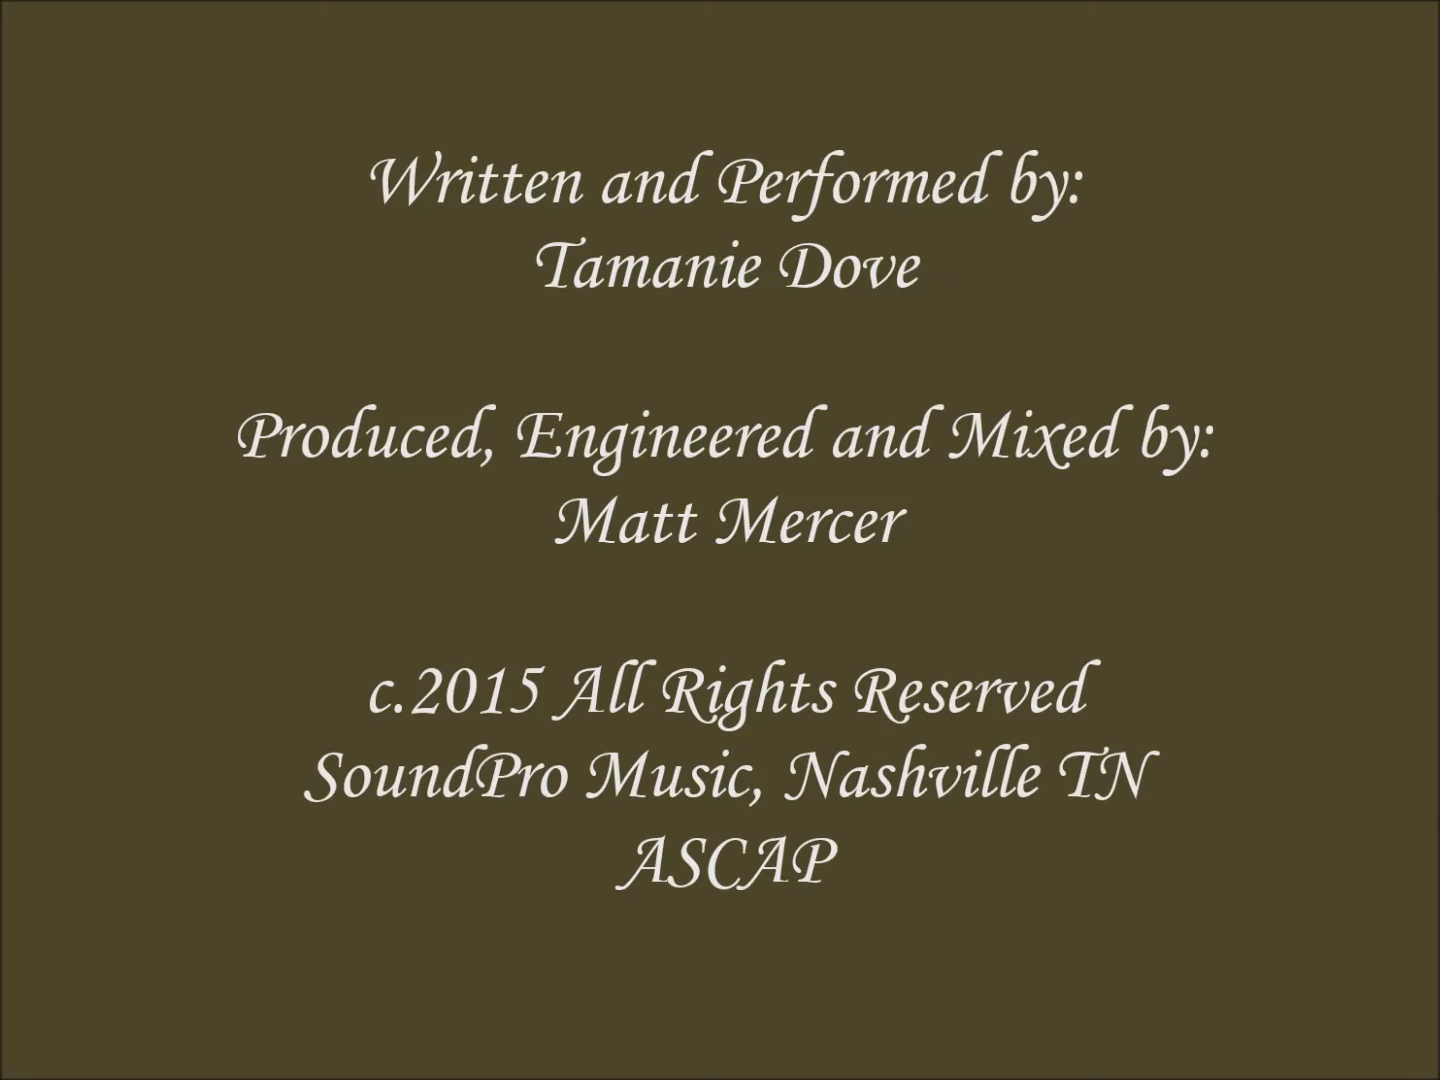 Written and Performed by:
Tamanie Dove
Produced, Engineered and Mixed by:
Matt Mercer
c.2015 All Rights Reserved
SoundPro Music, Nashville TN
ASCAP